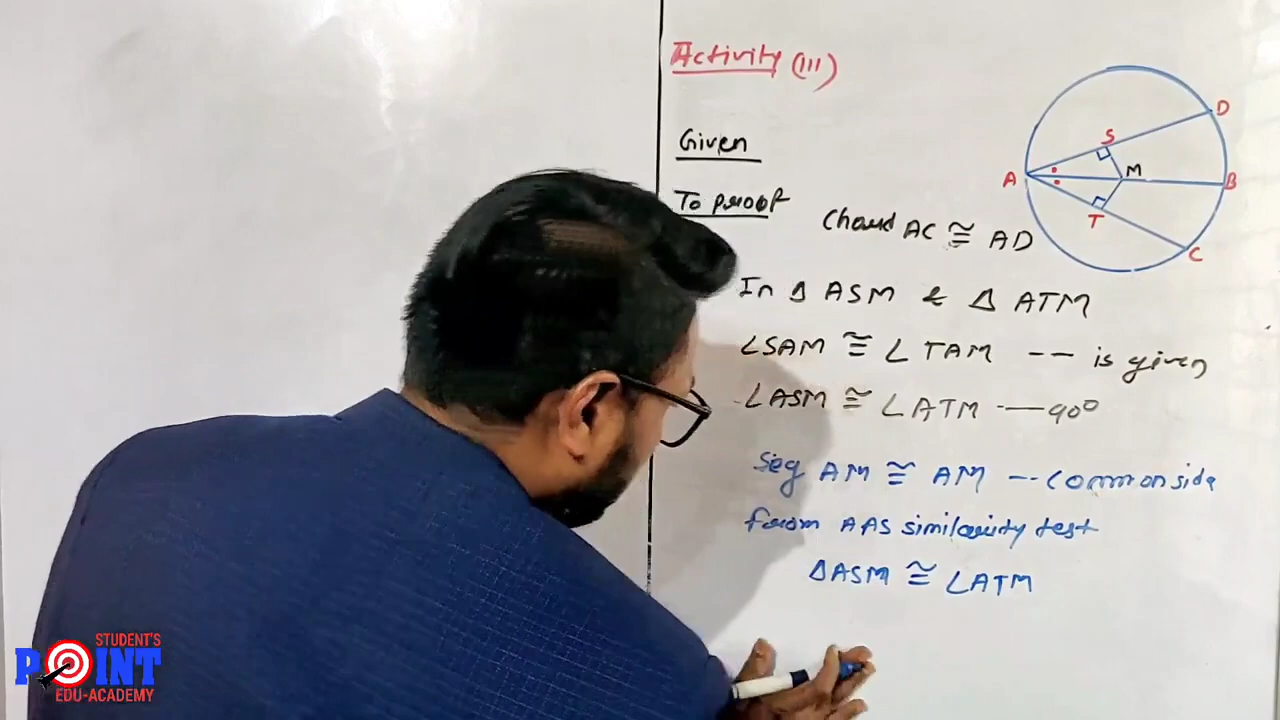 Activity (III)
Given
To proof
Chord AC ≅ AD
In Δ ASM & Δ ATM
∠SAM ≅ ∠TAM -- is given
∠ASM ≅ ∠ATM — 90°
Seg AM ≅ AM -- Common side
from AAS similarity test
ΔASM ≅ ∠ATM
A
S
D
M
B
T
C
STUDENT'S
POINT
EDU-ACADEMY